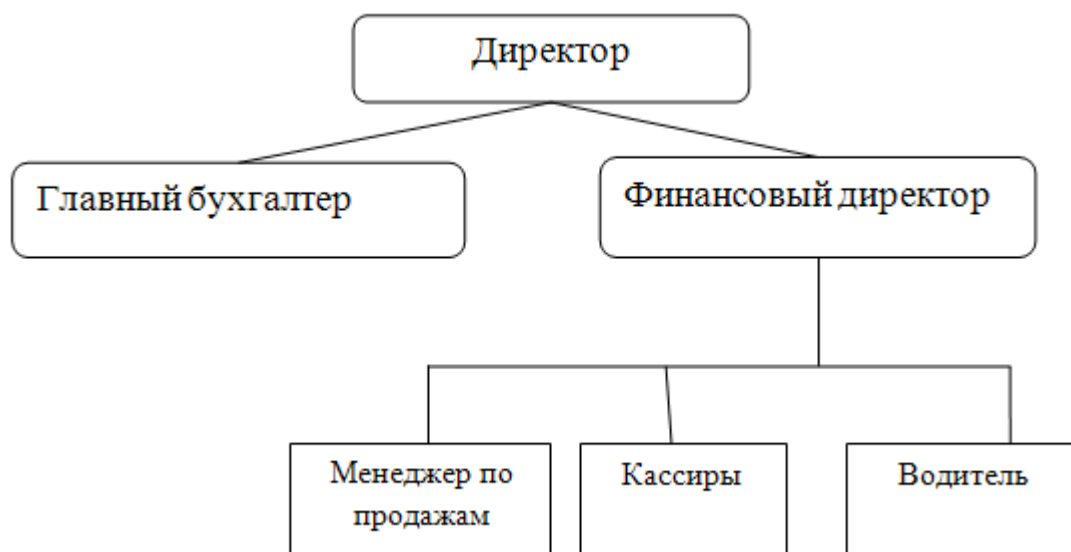 Директор
Главный бухгалтер
Финансовый директор
Менеджер по
продажам
Кассиры
Водитель